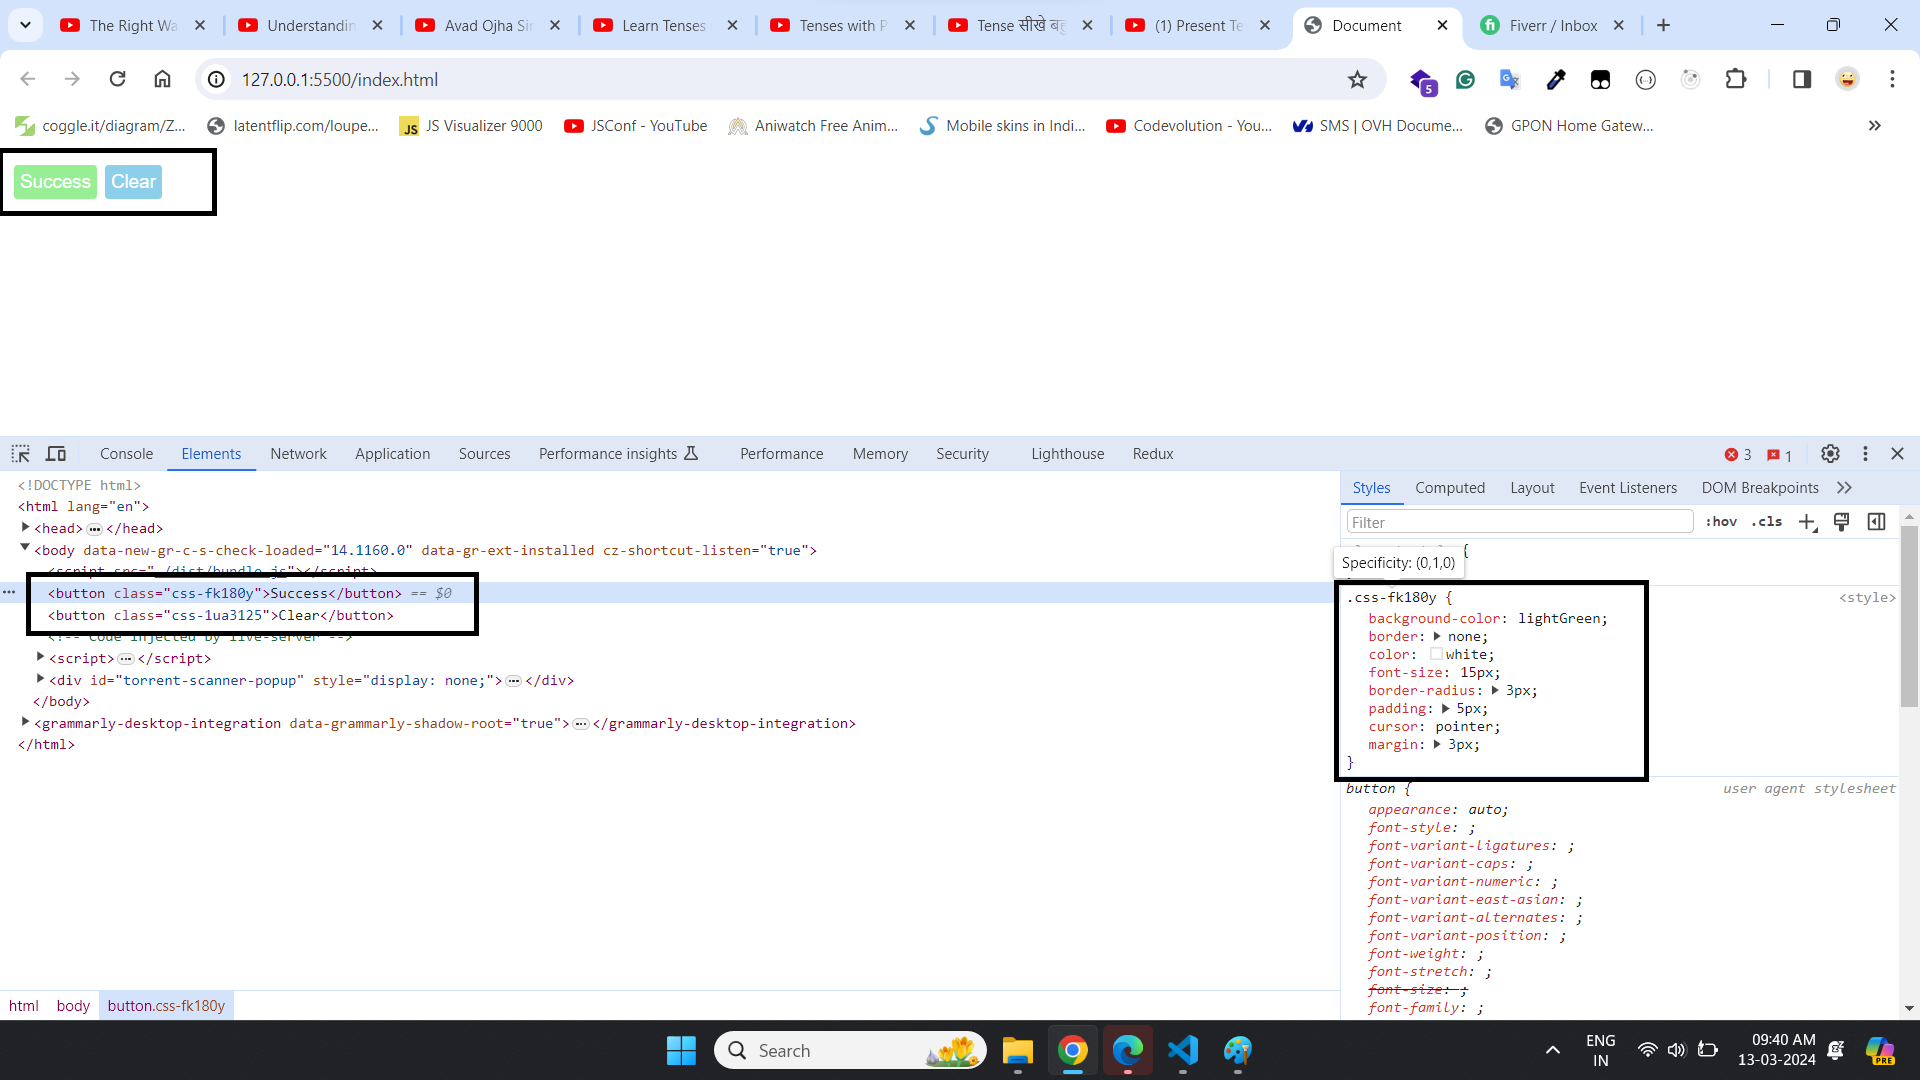 The Right Wa
Understandin
Avad Ojha Sir
Learn Tenses
Tenses with P
Tense सीखे
(1) Present Te
Document
Fiverr / Inbox
127.0.0.1:5500/index.html
5
coggle.it/diagram/Z...
latentflip.com/loupe...
JS
JS Visualizer 9000
JSConf - YouTube
Aniwatch Free Anim...
Mobile skins in Indi...
Codevolution - You...
SMS | OVH Docume...
GPON Home Gatew...
Success Clear
Console Elements Network Application Sources Performance insights Performance Memory Security Lighthouse Redux
3 1
<!DOCTYPE html>
<html lang="en">
<head> ••• </head>
<body data-new-gr-c-s-check-loaded="14.1160.0" data-gr-ext-installed cz-shortcut-listen="true">
<script src="./dist/bundle.js"></script>
<button class="css-fk180y">Success</button> == $0
<button class="css-1ua3125">Clear</button>
<!-- Code injected by live-server -->
<script> ••• </script>
<div id="torrent-scanner-popup" style="display: none;"> ••• </div>
</body>
<grammarly-desktop-integration data-grammarly-shadow-root="true"> ••• </grammarly-desktop-integration>
</html>
html body button.css-fk180y
Styles Computed Layout Event Listeners DOM Breakpoints
Filter
:hov .cls
{
Specificity: (0,1,0)
.css-fk180y { <style>
background-color: lightGreen;
border: none;
color: white;
font-size: 15px;
border-radius: 3px;
padding: 5px;
cursor: pointer;
margin: 3px;
}
button { user agent stylesheet
appearance: auto;
font-style: ;
font-variant-ligatures: ;
font-variant-caps: ;
font-variant-numeric: ;
font-variant-east-asian: ;
font-variant-alternates: ;
font-variant-position: ;
font-weight: ;
font-stretch: ;
font-size: ;
font-family: ;
Search
ENG
IN
09:40 AM
13-03-2024
PRE